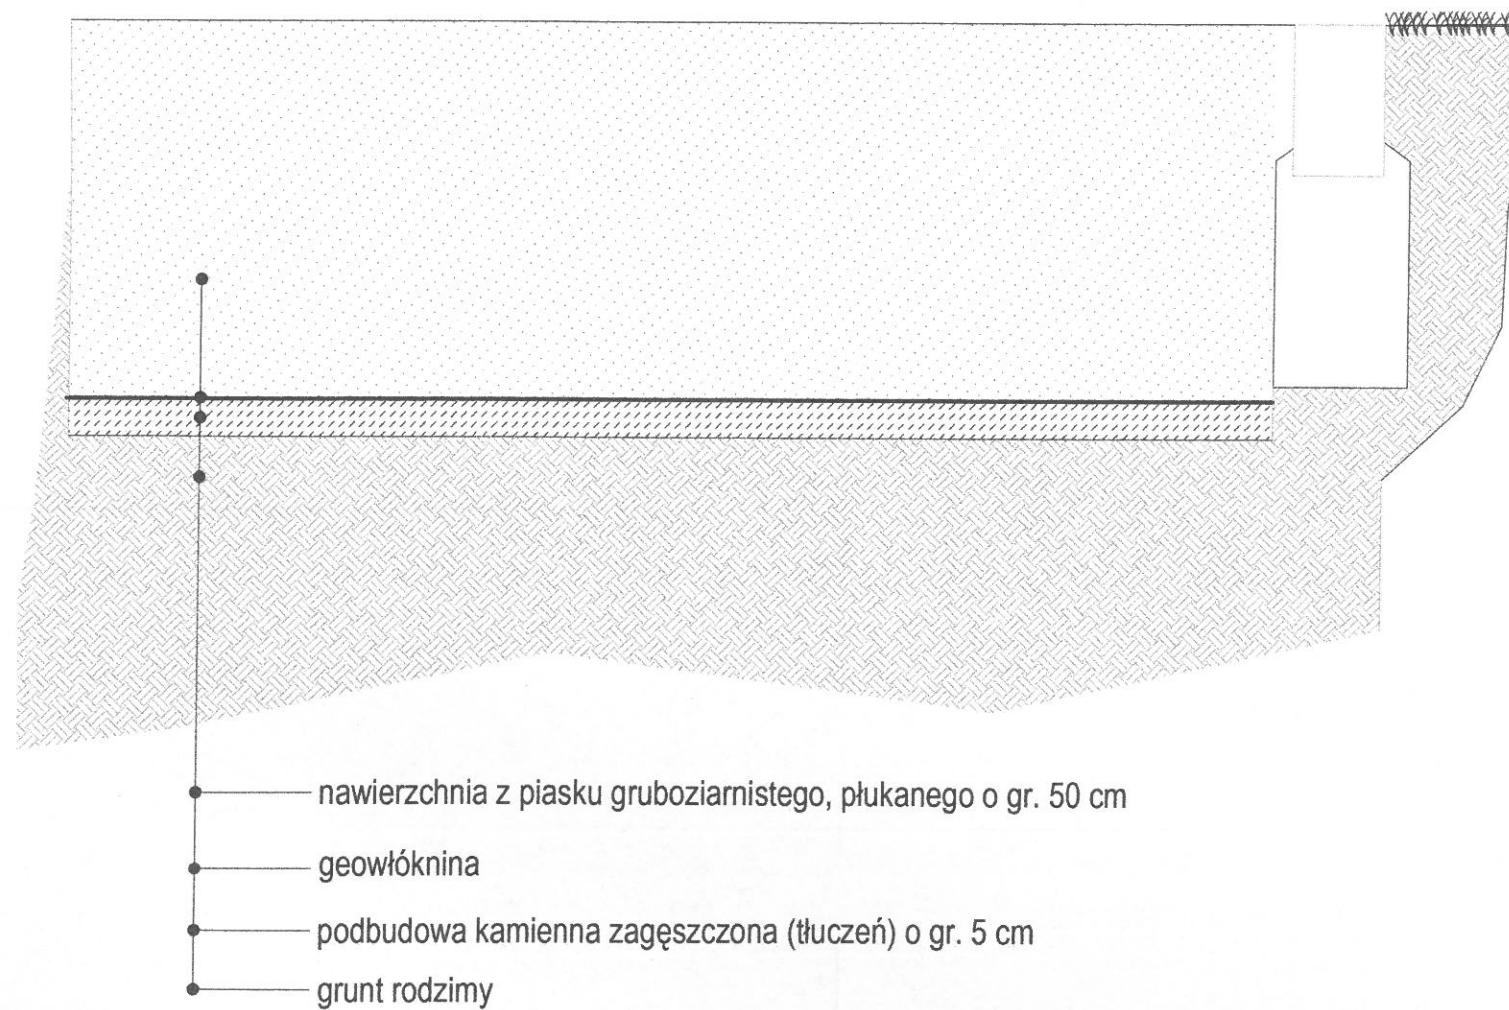 nawierzchnia z piasku gruboziarnistego, płukanego o gr. 50 cm
geowłóknina
podbudowa kamienna zagęszczona (tłuczeń) o gr. 5 cm
grunt rodzimy